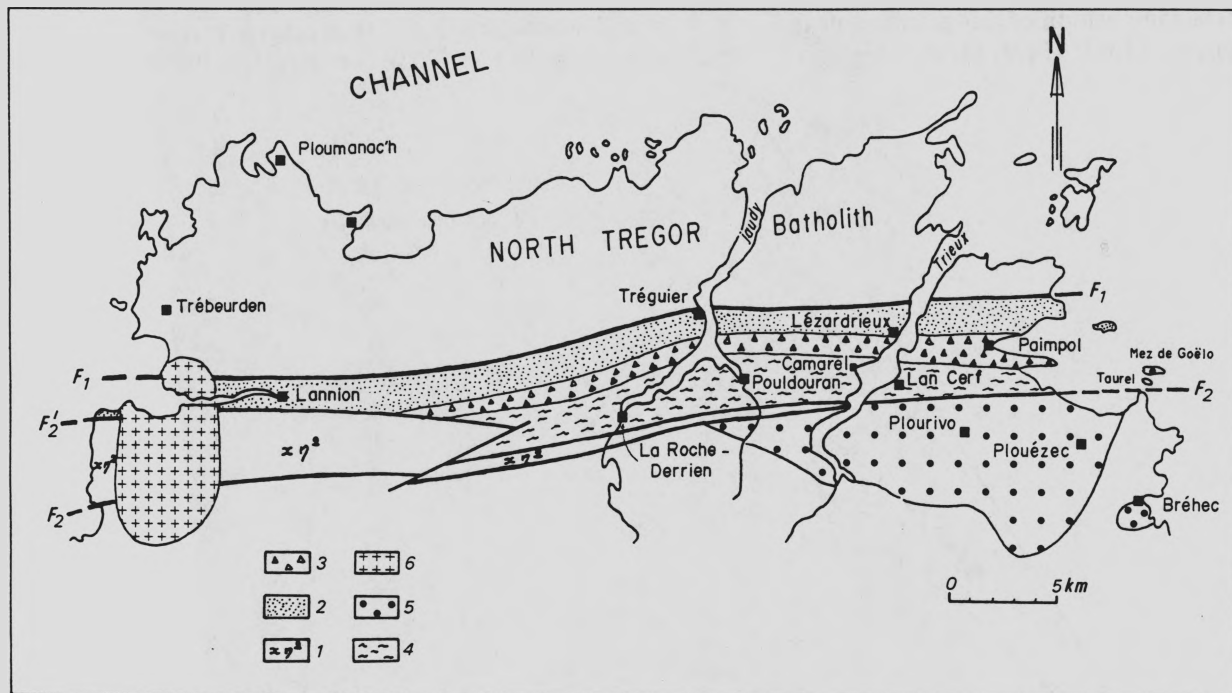 CHANNEL
N
Ploumanac'h
NORTH TREGOR
Jaudy
Batholith
Trieux
Trébeurden
Tréguier
F1
Lézardrieux
Paimpol
Mez de Goëlo
F1
Camarel
Taurel
F2
Lannion
Pouldouran
Lan Cerf
F'2
Plourivo
Plouézec
La Roche-
Derrien
F2
Bréhec
3
6
2
5
1
4
0 5 km